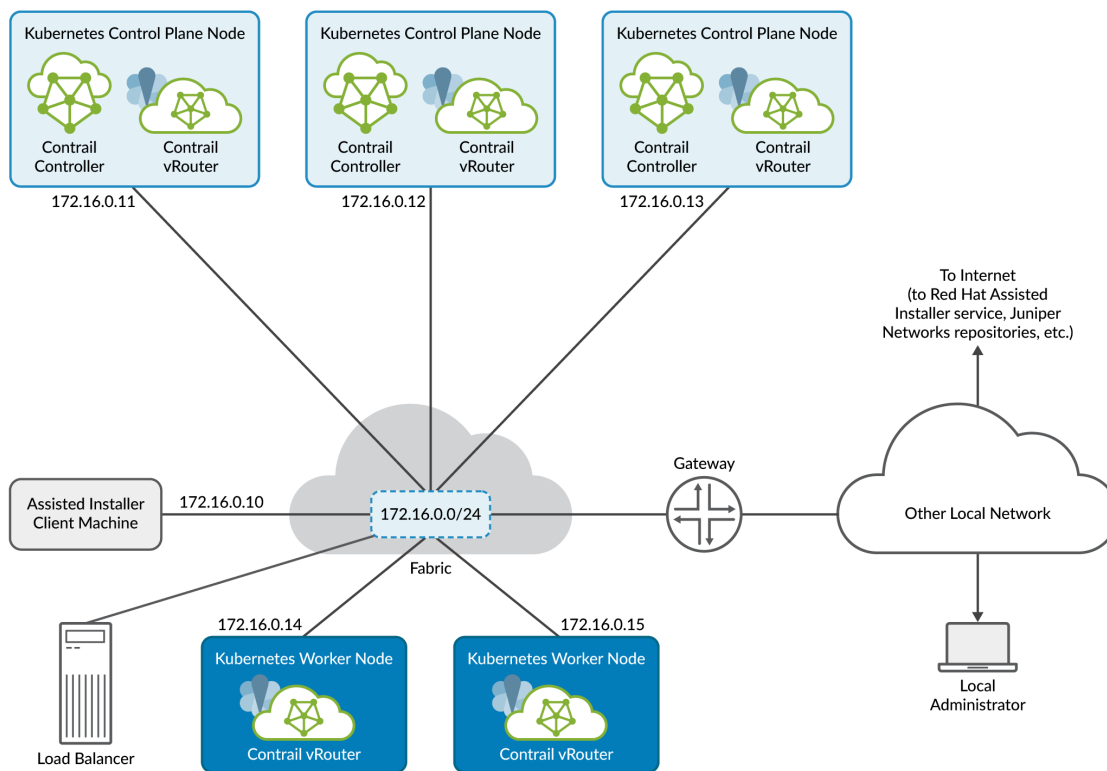 Kubernetes Control Plane Node
Contrail
Controller
Contrail
vRouter
172.16.0.11
Kubernetes Control Plane Node
Contrail
Controller
Contrail
vRouter
172.16.0.12
Kubernetes Control Plane Node
Contrail
Controller
Contrail
vRouter
172.16.0.13
To Internet
(to Red Hat Assisted
Installer service, Juniper
Networks repositories, etc.)
Assisted Installer
Client Machine
172.16.0.10
172.16.0.0/24
Fabric
Gateway
Other Local Network
Load Balancer
172.16.0.14
Kubernetes Worker Node
Contrail vRouter
172.16.0.15
Kubernetes Worker Node
Contrail vRouter
Local
Administrator